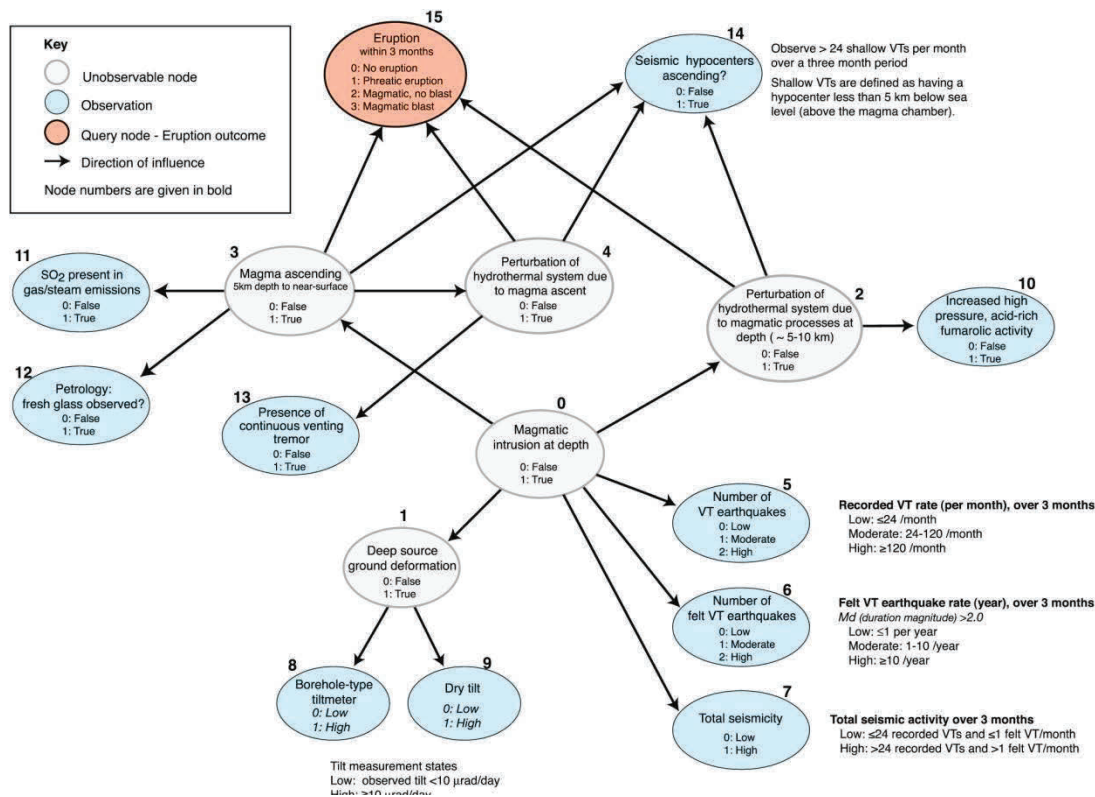 Key
Unobservable node
Observation
Query node - Eruption outcome
Direction of influence
Node numbers are given in bold
15
Eruption
within 3 months
0: No eruption
1: Phreatic eruption
2: Magmatic, no blast
3: Magmatic blast
14
Seismic hypocenters
ascending?
0: False
1: True
Observe > 24 shallow VTs per month
over a three month period
Shallow VTs are defined as having a
hypocenter less than 5 km below sea
level (above the magma chamber).
11
SO2 present in
gas/steam emissions
0: False
1: True
3
Magma ascending
5km depth to near-surface
0: False
1: True
4
Perturbation of
hydrothermal system due
to magma ascent
0: False
1: True
2
Perturbation of
hydrothermal system due
to magmatic processes at
depth ( ~ 5-10 km)
0: False
1: True
10
Increased high
pressure, acid-rich
fumarolic activity
0: False
1: True
12
Petrology:
fresh glass observed?
0: False
1: True
13
Presence of
continuous venting
tremor
0: False
1: True
0
Magmatic
intrusion at depth
0: False
1: True
1
Deep source
ground deformation
0: False
1: True
5
Number of
VT earthquakes
0: Low
1: Moderate
2: High
Recorded VT rate (per month), over 3 months
Low: ≤24 /month
Moderate: 24-120 /month
High: ≥120 /month
6
Number of
felt VT earthquakes
0: Low
1: Moderate
2: High
Felt VT earthquake rate (year), over 3 months
Md (duration magnitude) >2.0
Low: ≤1 per year
Moderate: 1-10 /year
High: ≥10 /year
8
Borehole-type
tiltmeter
0: Low
1: High
9
Dry tilt
0: Low
1: High
7
Total seismicity
0: Low
1: High
Total seismic activity over 3 months
Low: ≤24 recorded VTs and ≤1 felt VT/month
High: >24 recorded VTs and >1 felt VT/month
Tilt measurement states
Low: observed tilt <10 μrad/day
High: ≥10 μrad/day